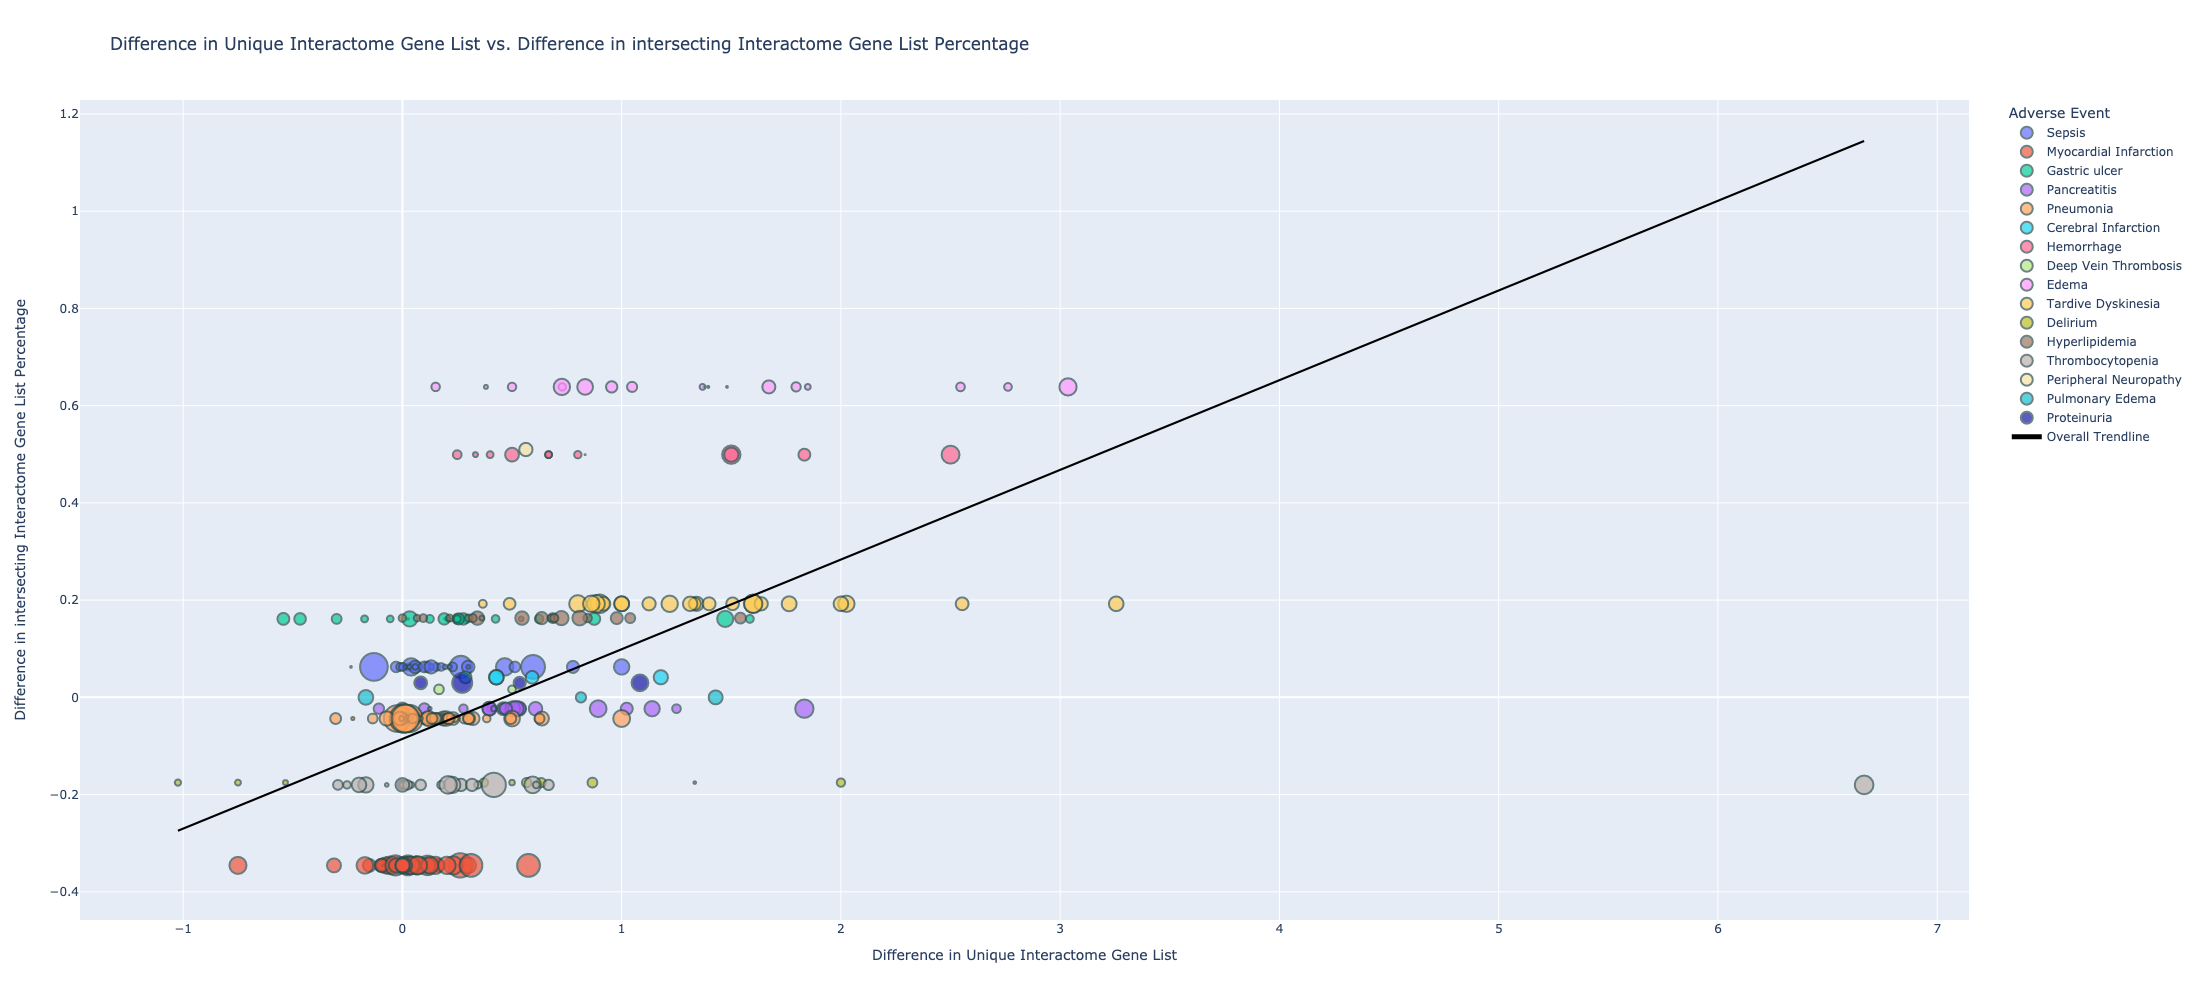 Difference in Unique Interactome Gene List vs. Difference in intersecting Interactome Gene List Percentage
Difference in intersecting Interactome Gene List Percentage
1.2
1
0.8
0.6
0.4
0.2
0
−0.2
−0.4
−1
0
1
2
3
4
5
6
7
Difference in Unique Interactome Gene List
Adverse Event
Sepsis
Myocardial Infarction
Gastric ulcer
Pancreatitis
Pneumonia
Cerebral Infarction
Hemorrhage
Deep Vein Thrombosis
Edema
Tardive Dyskinesia
Delirium
Hyperlipidemia
Thrombocytopenia
Peripheral Neuropathy
Pulmonary Edema
Proteinuria
Overall Trendline